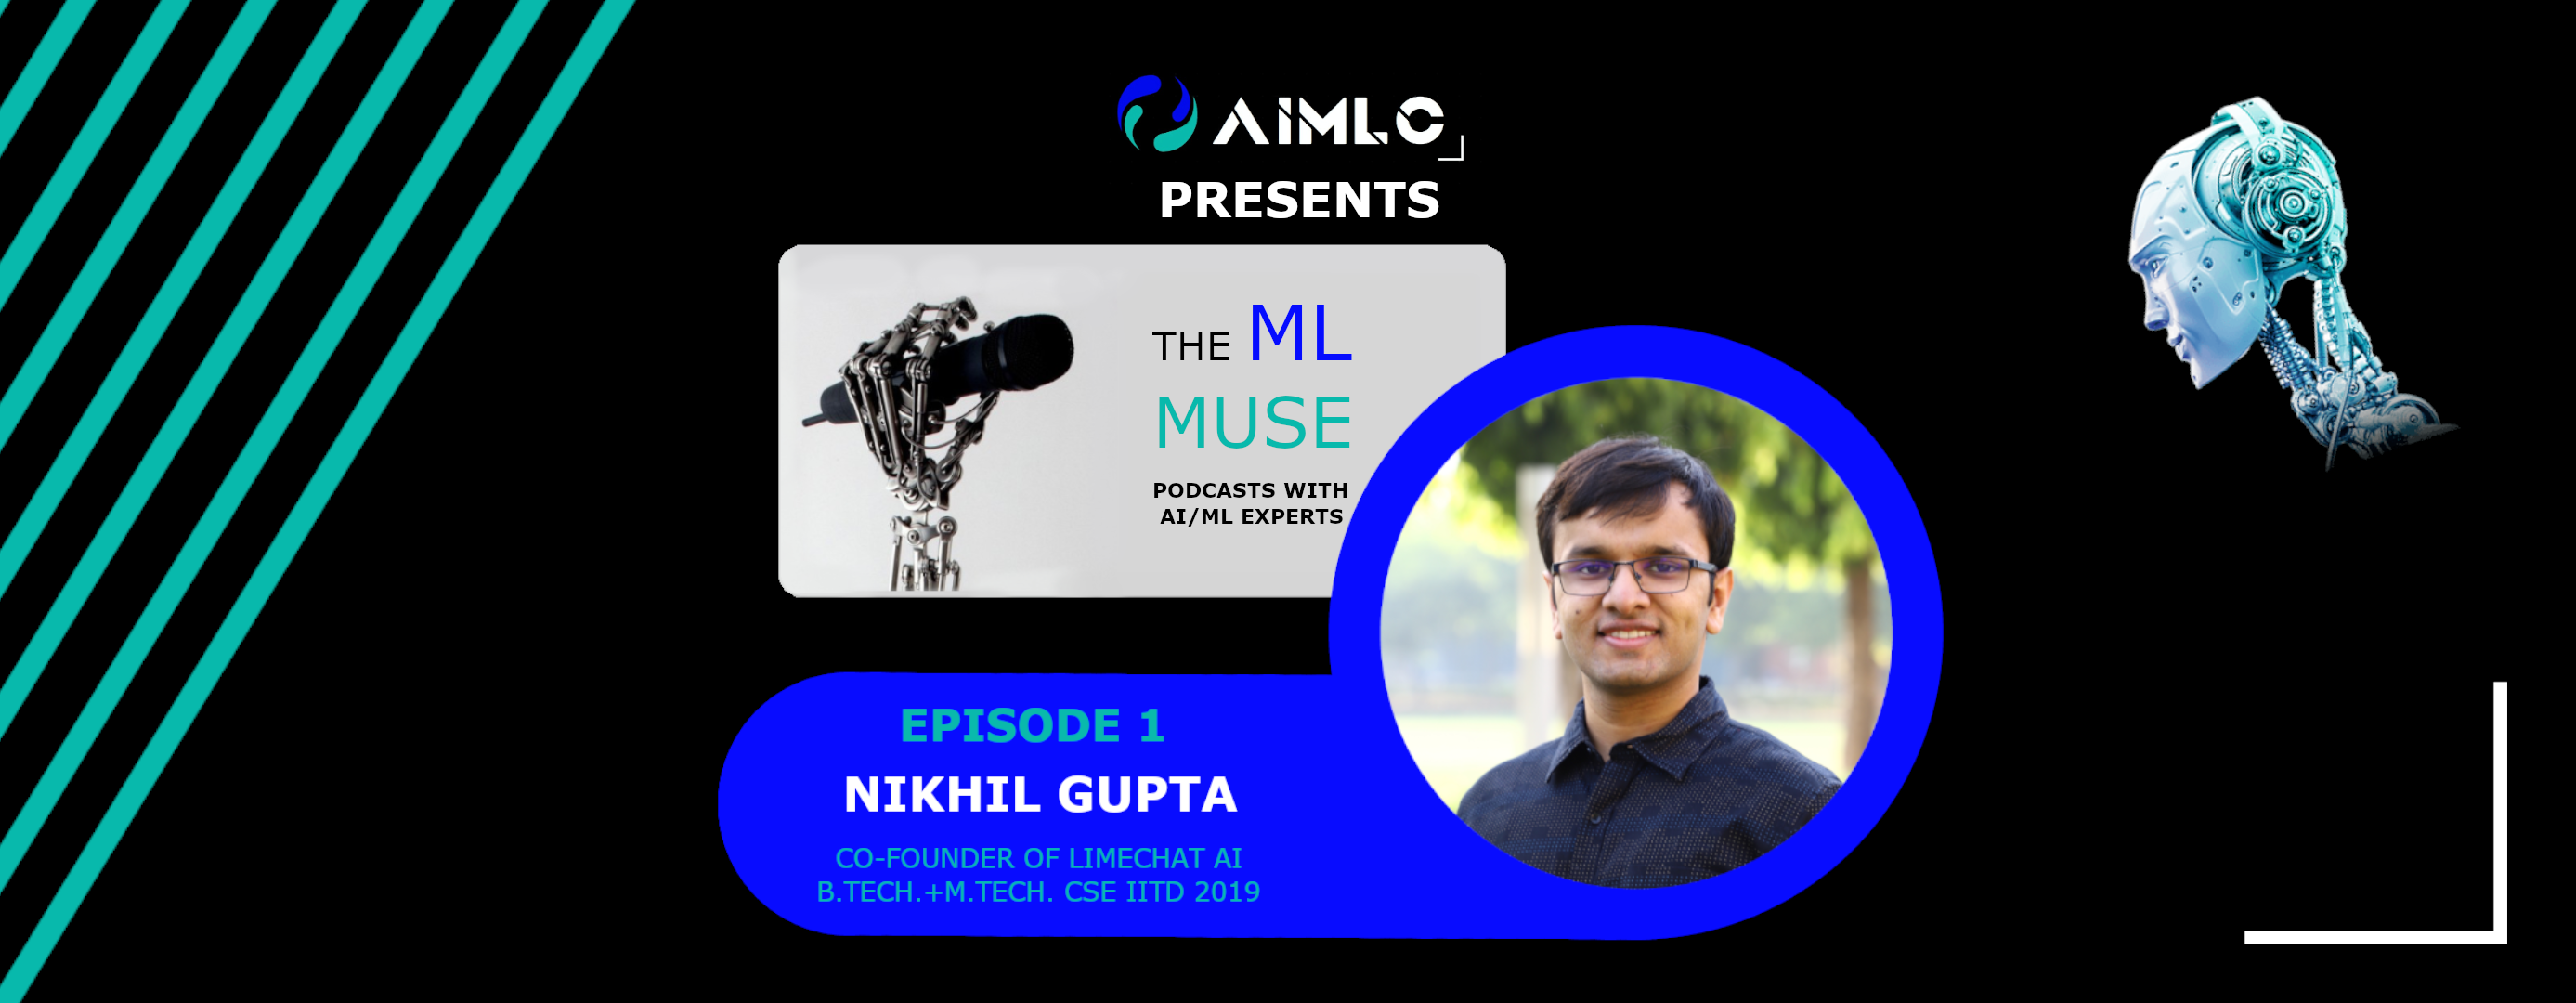 AIMLC
PRESENTS
THE ML
MUSE
PODCASTS WITH
AI/ML EXPERTS
EPISODE 1
NIKHIL GUPTA
CO-FOUNDER OF LIMECHAT AI
B.TECH.+M.TECH. CSE IITD 2019